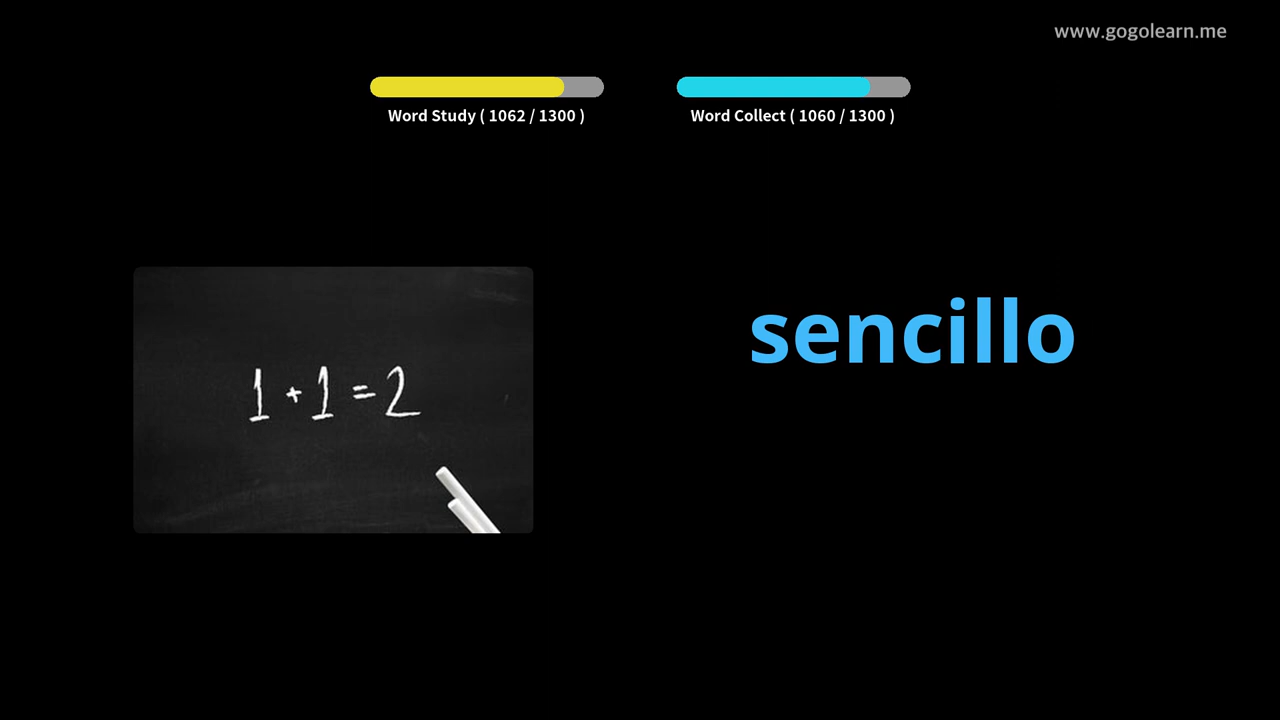 www.gogolearn.me
Word Study ( 1062 / 1300 )
Word Collect ( 1060 / 1300 )
sencillo
1 + 1 = 2